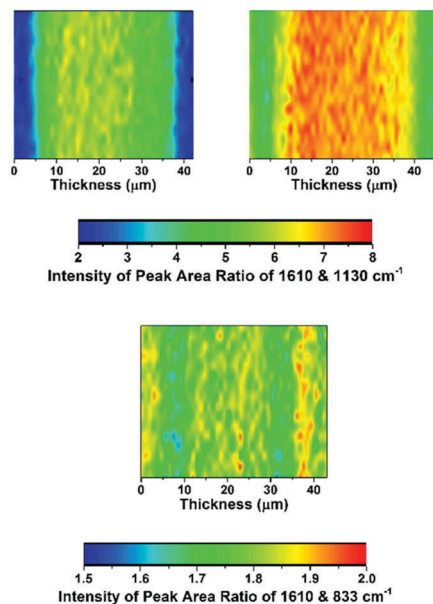 0 10 20 30 40
Thickness (μm)
0 10 20 30 40
Thickness (μm)
2 3 4 5 6 7 8
Intensity of Peak Area Ratio of 1610 & 1130 cm⁻¹
0 10 20 30 40
Thickness (μm)
1.5 1.6 1.7 1.8 1.9 2.0
Intensity of Peak Area Ratio of 1610 & 833 cm⁻¹